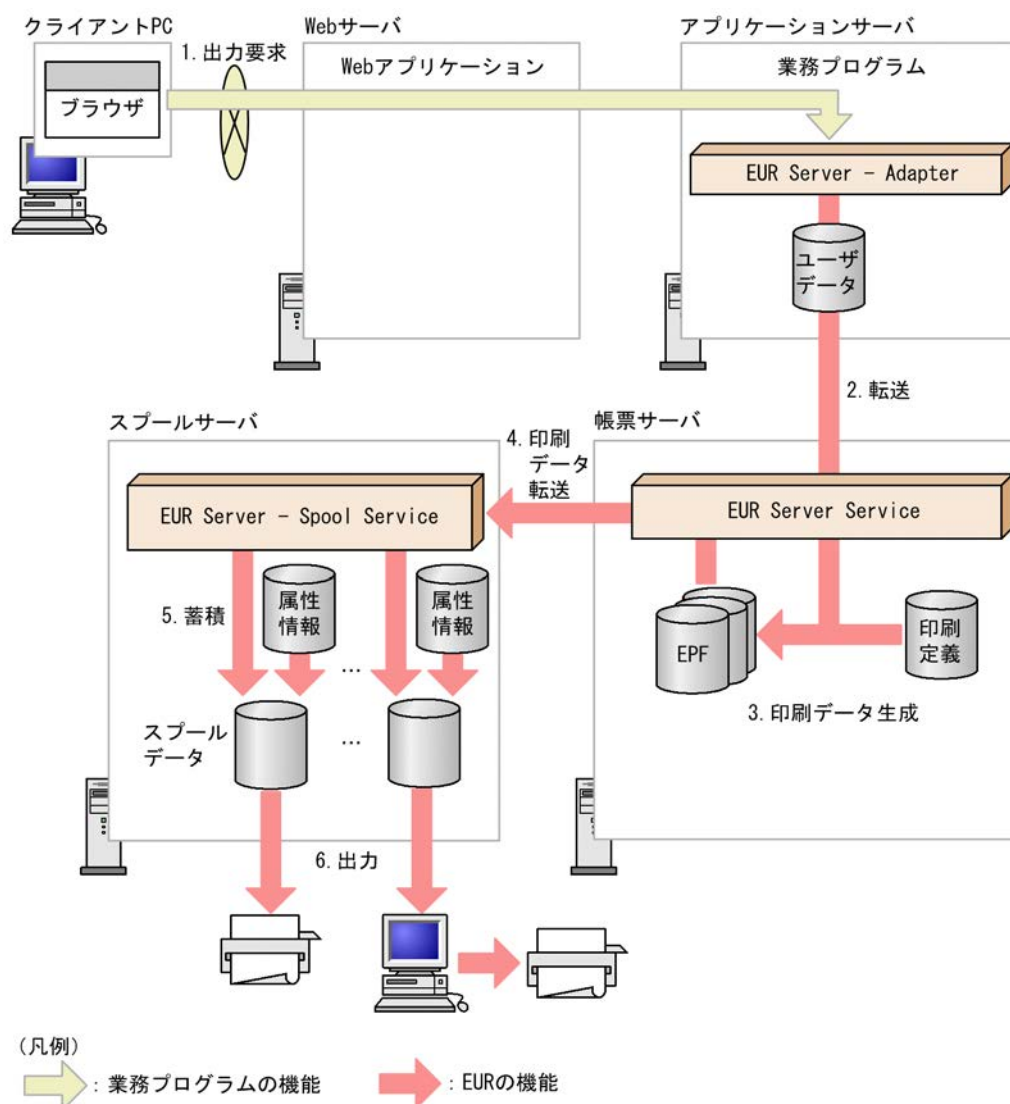 クライアントPC
Webサーバ
アプリケーションサーバ
1.出力要求
Webアプリケーション
業務プログラム
ブラウザ
EUR Server − Adapter
ユーザ
データ
2.転送
スプールサーバ
帳票サーバ
4.印刷
データ
転送
EUR Server − Spool Service
EUR Server Service
5.蓄積
属性
情報
属性
情報
...
EPF
印刷
定義
3.印刷データ生成
スプール
データ
...
6.出力
(凡例)
:業務プログラムの機能
:EURの機能